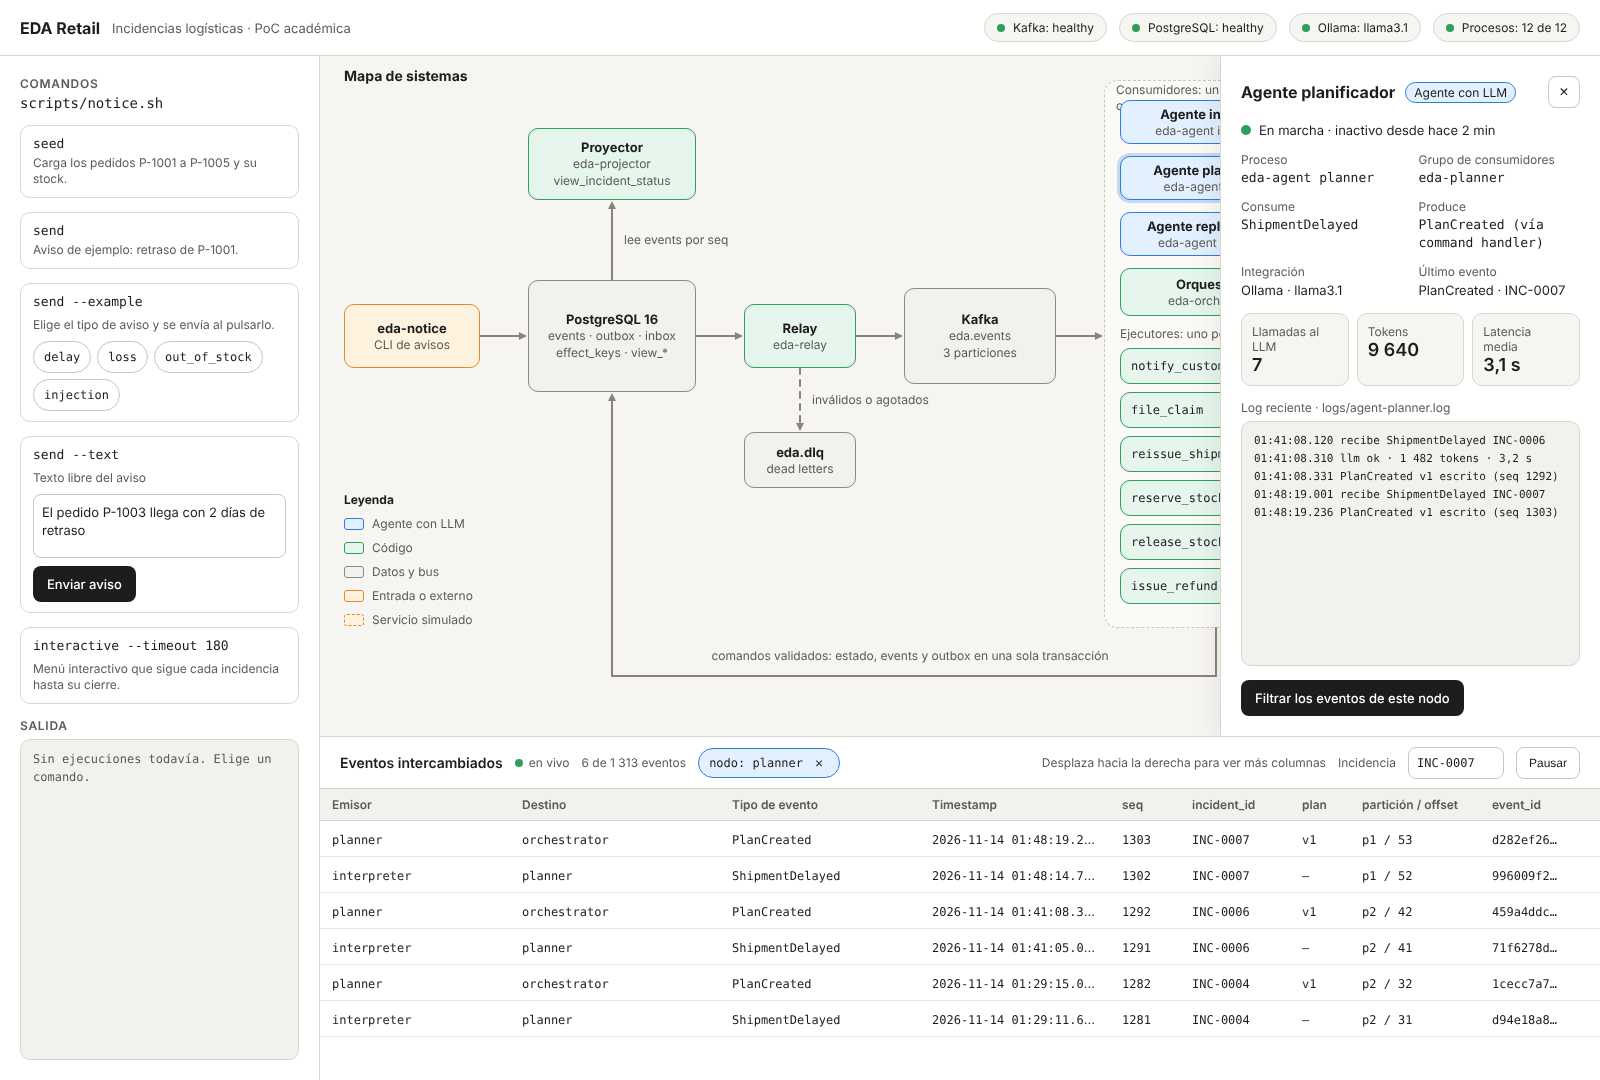 EDA Retail
Incidencias logísticas · PoC académica
Kafka: healthy
PostgreSQL: healthy
Ollama: llama3.1
Procesos: 12 de 12
COMANDOS
scripts/notice.sh
seed
Carga los pedidos P-1001 a P-1005 y su
stock.
send
Aviso de ejemplo: retraso de P-1001.
send --example
Elige el tipo de aviso y se envía al pulsarlo.
delay
loss
out_of_stock
injection
send --text
Texto libre del aviso
El pedido P-1003 llega con 2 días de
retraso
Enviar aviso
interactive --timeout 180
Menú interactivo que sigue cada incidencia
hasta su cierre.
SALIDA
Sin ejecuciones todavía. Elige un
comando.
Mapa de sistemas
Proyector
eda-projector
view_incident_status
lee events por seq
eda-notice
CLI de avisos
PostgreSQL 16
events · outbox · inbox
effect_keys · view_*
Relay
eda-relay
Kafka
eda.events
3 particiones
inválidos o agotados
eda.dlq
dead letters
Leyenda
Agente con LLM
Código
Datos y bus
Entrada o externo
Servicio simulado
comandos validados: estado, events y outbox en una sola transacción
Consumidores: un
Agente in
eda-agent i
Agente pla
eda-agent
Agente repl
eda-agent
Orques
eda-orch
Ejecutores: uno p
notify_custom
file_claim
reissue_shipm
reserve_stock
release_stock
issue_refund
Agente planificador
Agente con LLM
×
En marcha · inactivo desde hace 2 min
Proceso
eda-agent planner
Grupo de consumidores
eda-planner
Consume
ShipmentDelayed
Produce
PlanCreated (vía
command handler)
Integración
Ollama · llama3.1
Último evento
PlanCreated · INC-0007
Llamadas al
LLM
7
Tokens
9 640
Latencia
media
3,1 s
Log reciente · logs/agent-planner.log
01:41:08.120 recibe ShipmentDelayed INC-0006
01:41:08.310 llm ok · 1 482 tokens · 3,2 s
01:41:08.331 PlanCreated v1 escrito (seq 1292)
01:48:19.001 recibe ShipmentDelayed INC-0007
01:48:19.236 PlanCreated v1 escrito (seq 1303)
Filtrar los eventos de este nodo
Eventos intercambiados
en vivo
6 de 1 313 eventos
nodo: planner ×
Desplaza hacia la derecha para ver más columnas
Incidencia
INC-0007
Pausar
Emisor Destino Tipo de evento Timestamp seq incident_id plan partición / offset event_id
planner orchestrator PlanCreated 2026-11-14 01:48:19.2… 1303 INC-0007 v1 p1 / 53 d282ef26…
interpreter planner ShipmentDelayed 2026-11-14 01:48:14.7… 1302 INC-0007 — p1 / 52 996009f2…
planner orchestrator PlanCreated 2026-11-14 01:41:08.3… 1292 INC-0006 v1 p2 / 42 459a4ddc…
interpreter planner ShipmentDelayed 2026-11-14 01:41:05.0… 1291 INC-0006 — p2 / 41 71f6278d…
planner orchestrator PlanCreated 2026-11-14 01:29:15.0… 1282 INC-0004 v1 p2 / 32 1cecc7a7…
interpreter planner ShipmentDelayed 2026-11-14 01:29:11.6… 1281 INC-0004 — p2 / 31 d94e18a8…